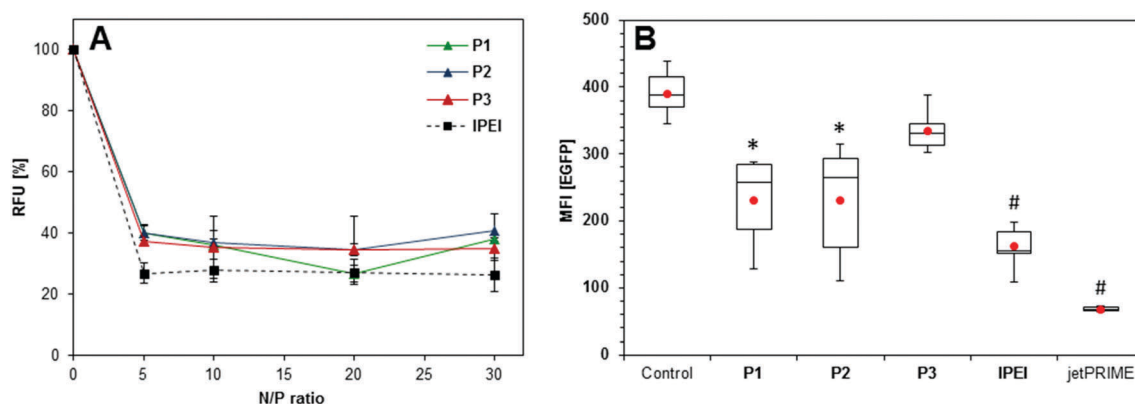 A
P1
P2
P3
lPEI
RFU [%]
100
80
60
40
20
0
0 5 10 15 20 25 30
N/P ratio
B
MFI [EGFP]
500
400
300
200
100
0
* * # #
Control P1 P2 P3 lPEI jetPRIME